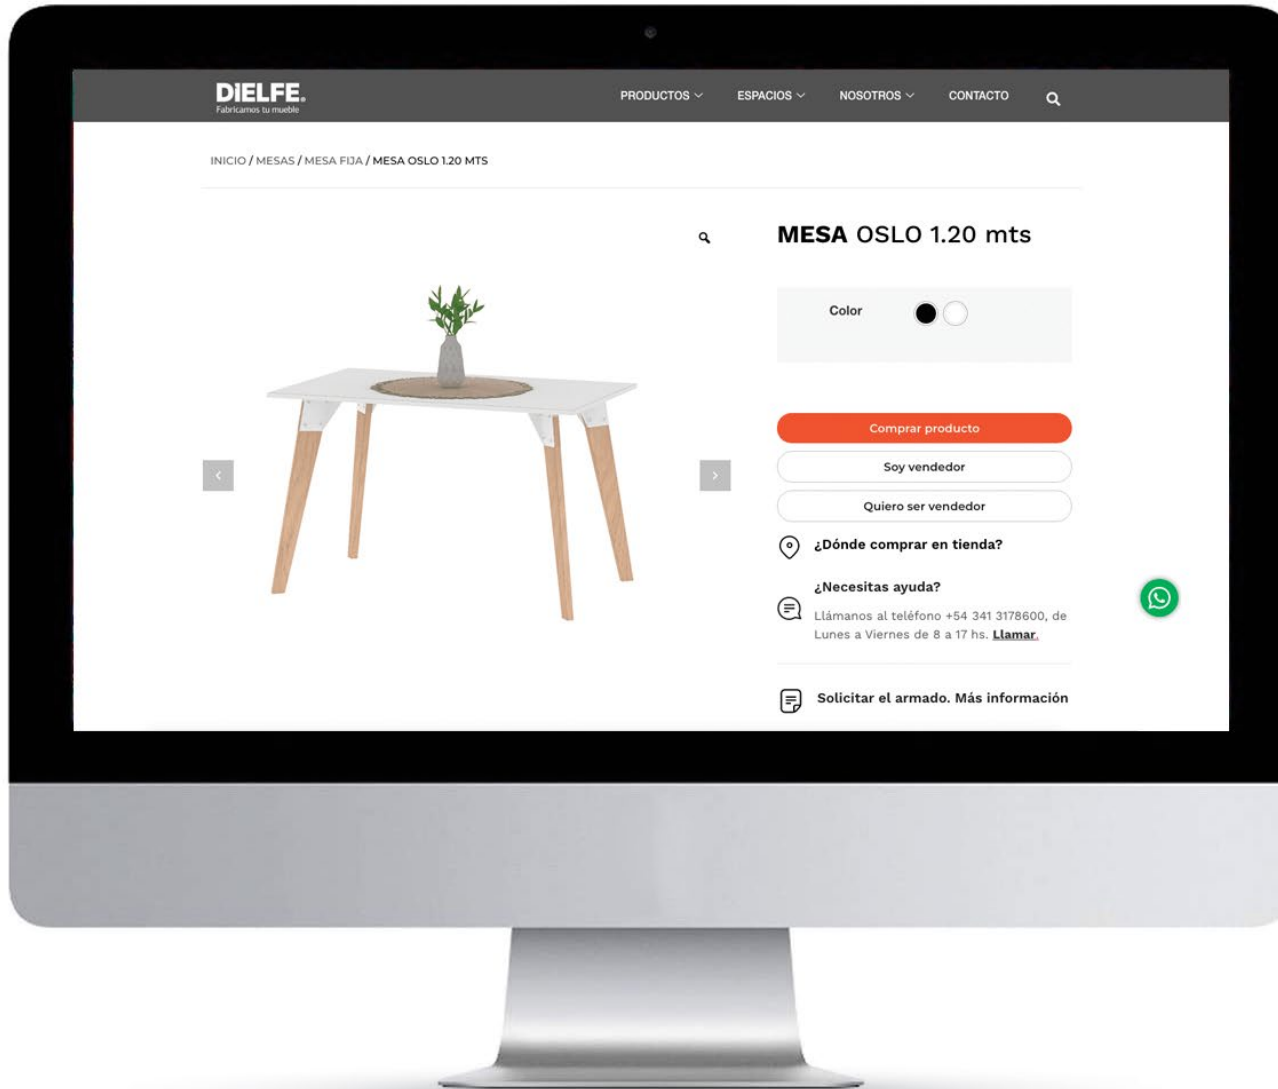 DIELFE.
Fabricamos tu mueble
PRODUCTOS
ESPACIOS
NOSOTROS
CONTACTO
INICIO / MESAS / MESA FIJA / MESA OSLO 1.20 MTS
MESA OSLO 1.20 mts
Color
Comprar producto
Soy vendedor
Quiero ser vendedor
¿Dónde comprar en tienda?
¿Necesitas ayuda?
Llámanos al teléfono +54 341 3178600, de
Lunes a Viernes de 8 a 17 hs. Llamar.
Solicitar el armado. Más información